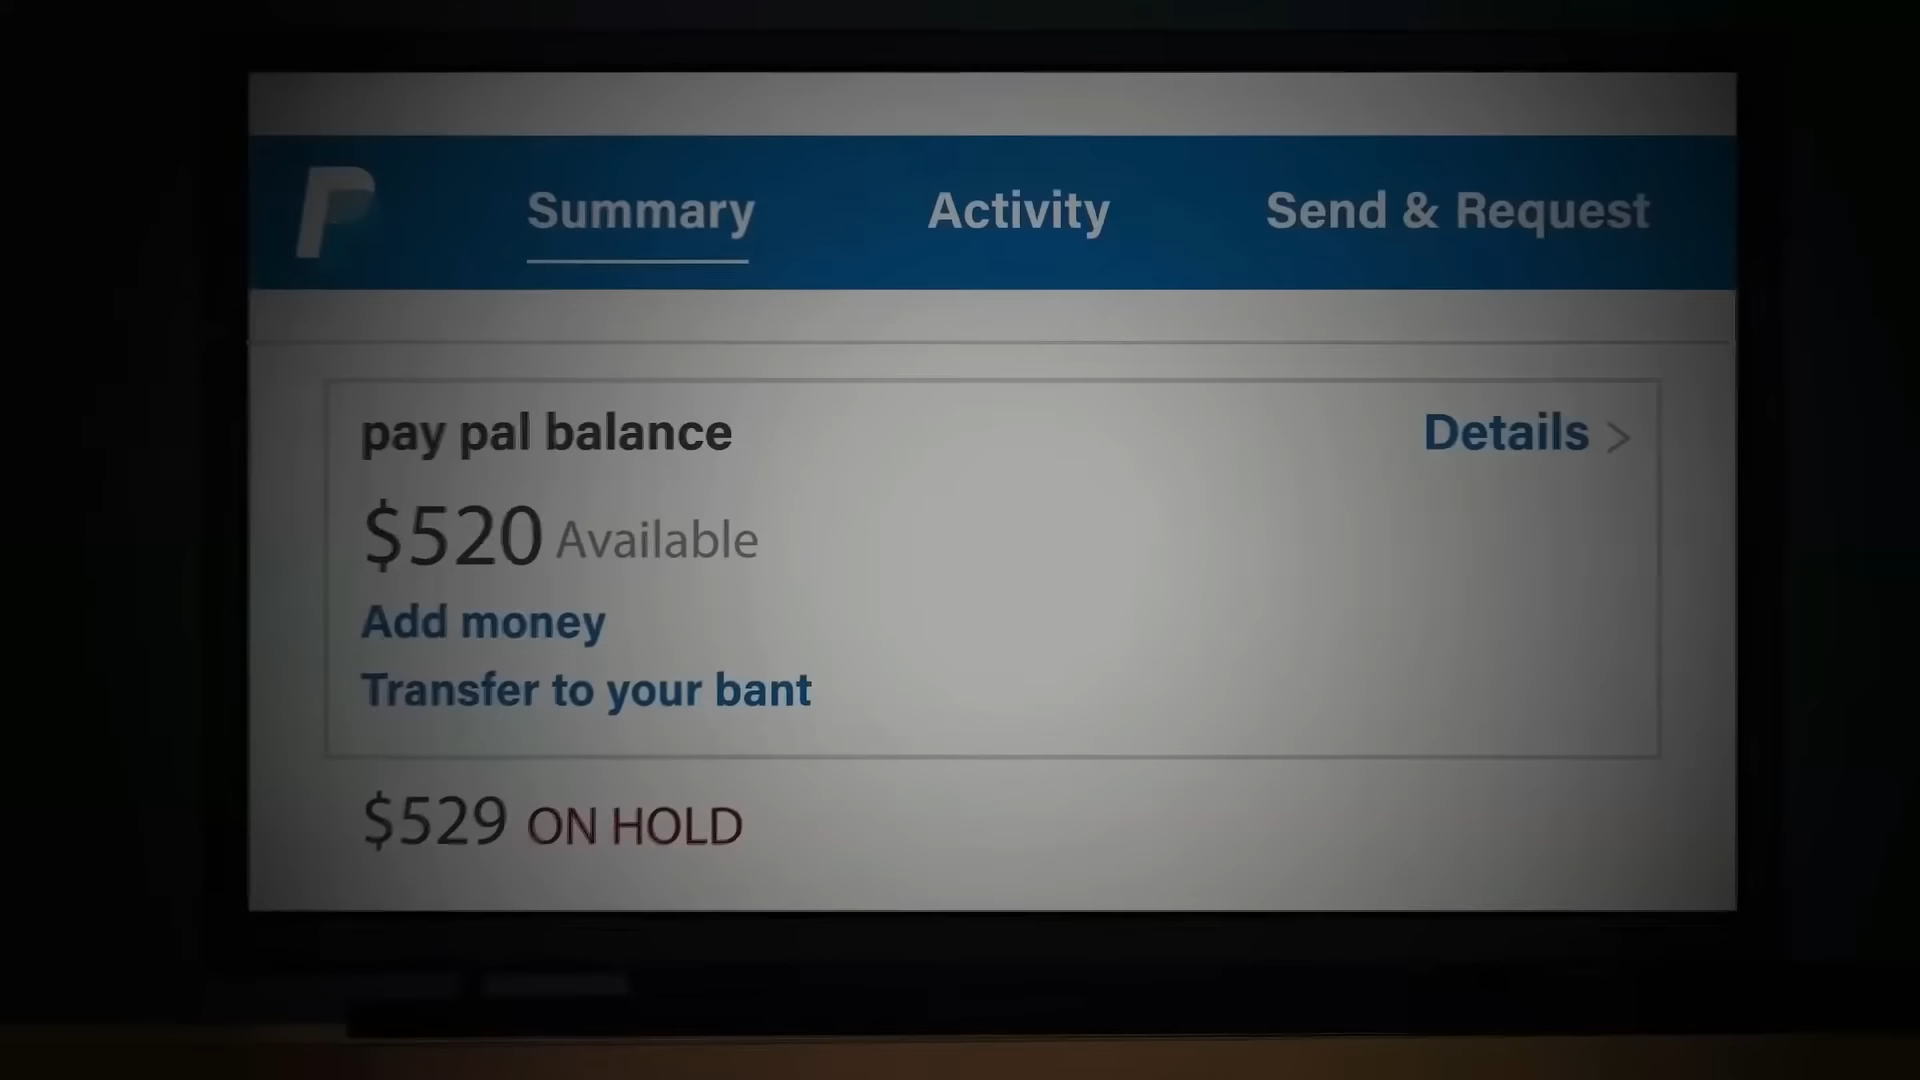 Summary Activity Send & Request
pay pal balance Details >
$520 Available
Add money
Transfer to your bant
$529 ON HOLD